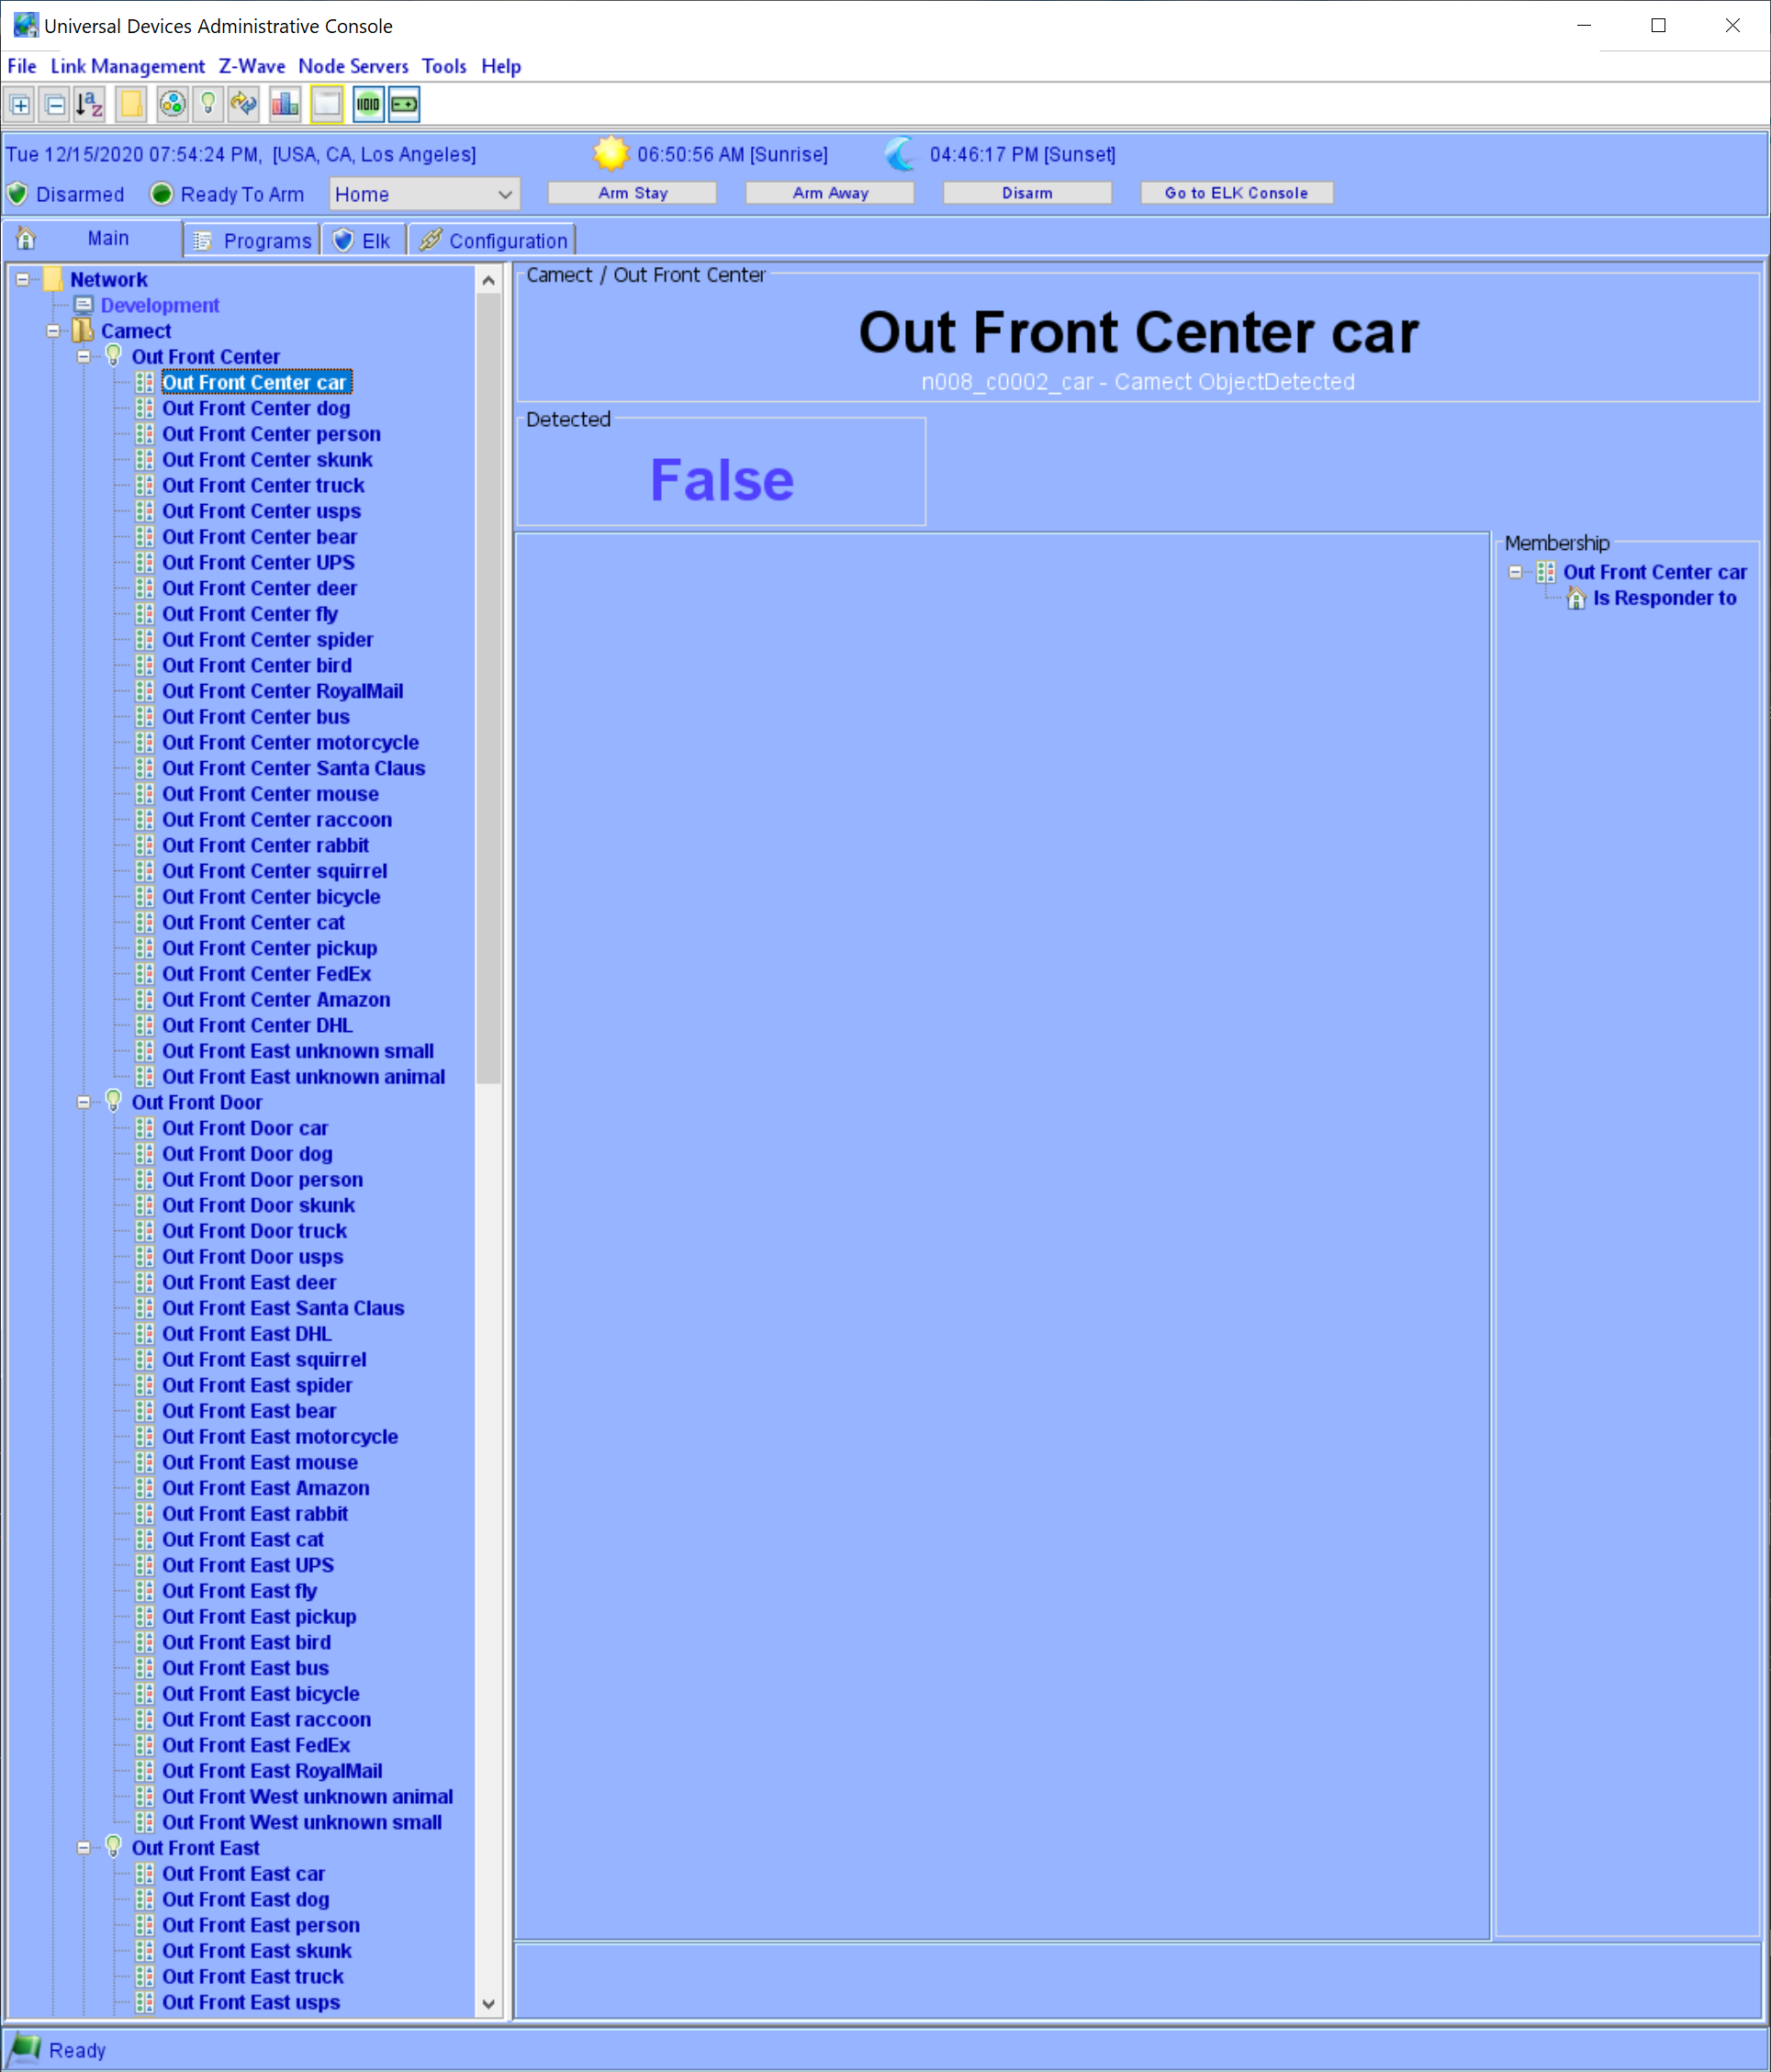 Universal Devices Administrative Console
File Link Management Z-Wave Node Servers Tools Help
Tue 12/15/2020 07:54:24 PM, [USA, CA, Los Angeles] 06:50:56 AM [Sunrise] 04:46:17 PM [Sunset]
Disarmed Ready To Arm Home Arm Stay Arm Away Disarm Go to ELK Console
Main Programs Elk Configuration
Network
Development
Camect
Out Front Center
Out Front Center car
Out Front Center dog
Out Front Center person
Out Front Center skunk
Out Front Center truck
Out Front Center usps
Out Front Center bear
Out Front Center UPS
Out Front Center deer
Out Front Center fly
Out Front Center spider
Out Front Center bird
Out Front Center RoyalMail
Out Front Center bus
Out Front Center motorcycle
Out Front Center Santa Claus
Out Front Center mouse
Out Front Center raccoon
Out Front Center rabbit
Out Front Center squirrel
Out Front Center bicycle
Out Front Center cat
Out Front Center pickup
Out Front Center FedEx
Out Front Center Amazon
Out Front Center DHL
Out Front East unknown small
Out Front East unknown animal
Out Front Door
Out Front Door car
Out Front Door dog
Out Front Door person
Out Front Door skunk
Out Front Door truck
Out Front Door usps
Out Front East deer
Out Front East Santa Claus
Out Front East DHL
Out Front East squirrel
Out Front East spider
Out Front East bear
Out Front East motorcycle
Out Front East mouse
Out Front East Amazon
Out Front East rabbit
Out Front East cat
Out Front East UPS
Out Front East fly
Out Front East pickup
Out Front East bird
Out Front East bus
Out Front East bicycle
Out Front East raccoon
Out Front East FedEx
Out Front East RoyalMail
Out Front West unknown animal
Out Front West unknown small
Out Front East
Out Front East car
Out Front East dog
Out Front East person
Out Front East skunk
Out Front East truck
Out Front East usps
Camect / Out Front Center
Out Front Center car
n008_c0002_car - Camect ObjectDetected
Detected
False
Membership
Out Front Center car
Is Responder to
Ready